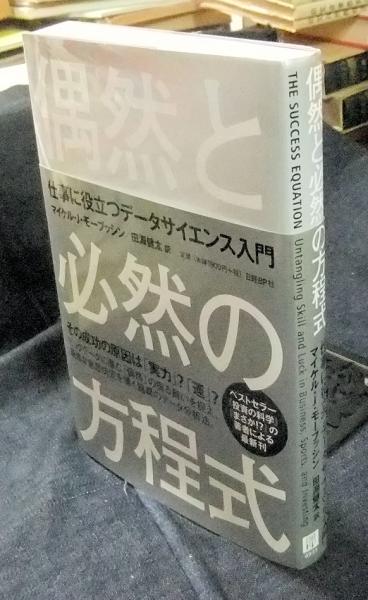 偶然と
仕事に役立つデータサイエンス入門
マイケル・J・モーブッシン 田淵健太 訳
定価(本体1900円+税) 日経BP社
必然の
その成功の原因は「実力」?「運」?
方程式
ベストセラー
『投資の科学』
『まさか!?』の
著者による
最新刊
偶然と必然の方程式
THE SUCCESS EQUATION Untangling Skill and Luck in Business, Sports, and Investing
マイケル・J・モーブッシン 田淵健太 訳